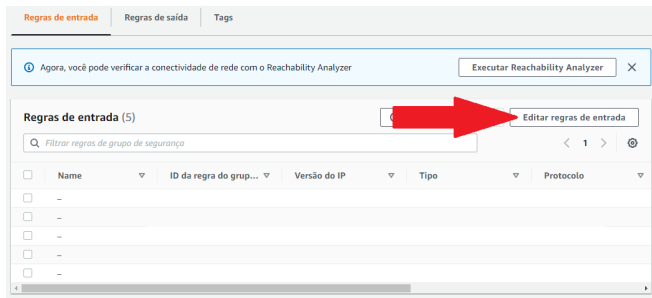 Regras de entrada Regras de saída Tags
Agora, você pode verificar a conectividade de rede com o Reachability Analyzer Executar Reachability Analyzer
Regras de entrada (5) Editar regras de entrada
Filtrar regras de grupo de segurança 1
Name ID da regra do grup... Versão do IP Tipo Protocolo
–
–
–
–
–